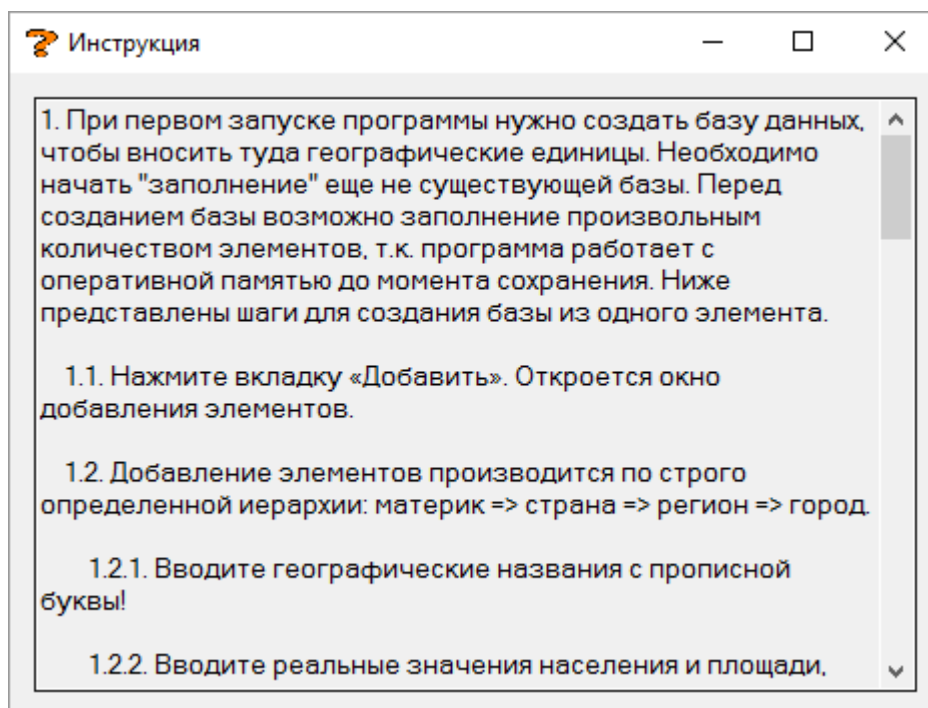 Инструкция
1. При первом запуске программы нужно создать базу данных,
чтобы вносить туда географические единицы. Необходимо
начать "заполнение" еще не существующей базы. Перед
созданием базы возможно заполнение произвольным
количеством элементов, т.к. программа работает с
оперативной памятью до момента сохранения. Ниже
представлены шаги для создания базы из одного элемента.
1.1. Нажмите вкладку «Добавить». Откроется окно
добавления элементов.
1.2. Добавление элементов производится по строго
определенной иерархии: материк => страна => регион => город.
1.2.1. Вводите географические названия с прописной
буквы!
1.2.2. Вводите реальные значения населения и площади,